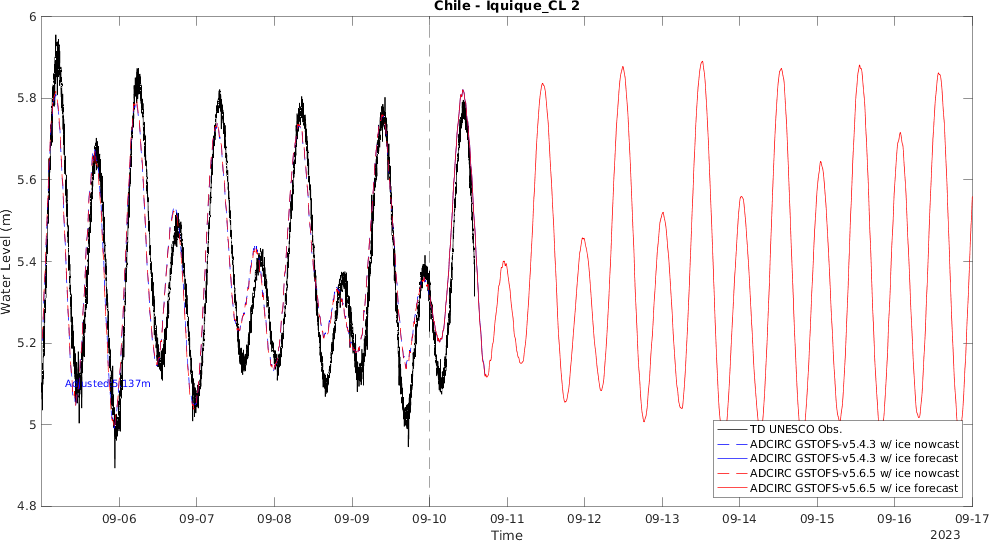 Chile - Iquique_CL 2
6
5.8
5.6
5.4
5.2
5
4.8
Water Level (m)
Adjusted 5.137m
TD UNESCO Obs.
ADCIRC GSTOFS-v5.4.3 w/ ice nowcast
ADCIRC GSTOFS-v5.4.3 w/ ice forecast
ADCIRC GSTOFS-v5.6.5 w/ ice nowcast
ADCIRC GSTOFS-v5.6.5 w/ ice forecast
09-06 09-07 09-08 09-09 09-10 09-11 09-12 09-13 09-14 09-15 09-16 09-17
Time
2023